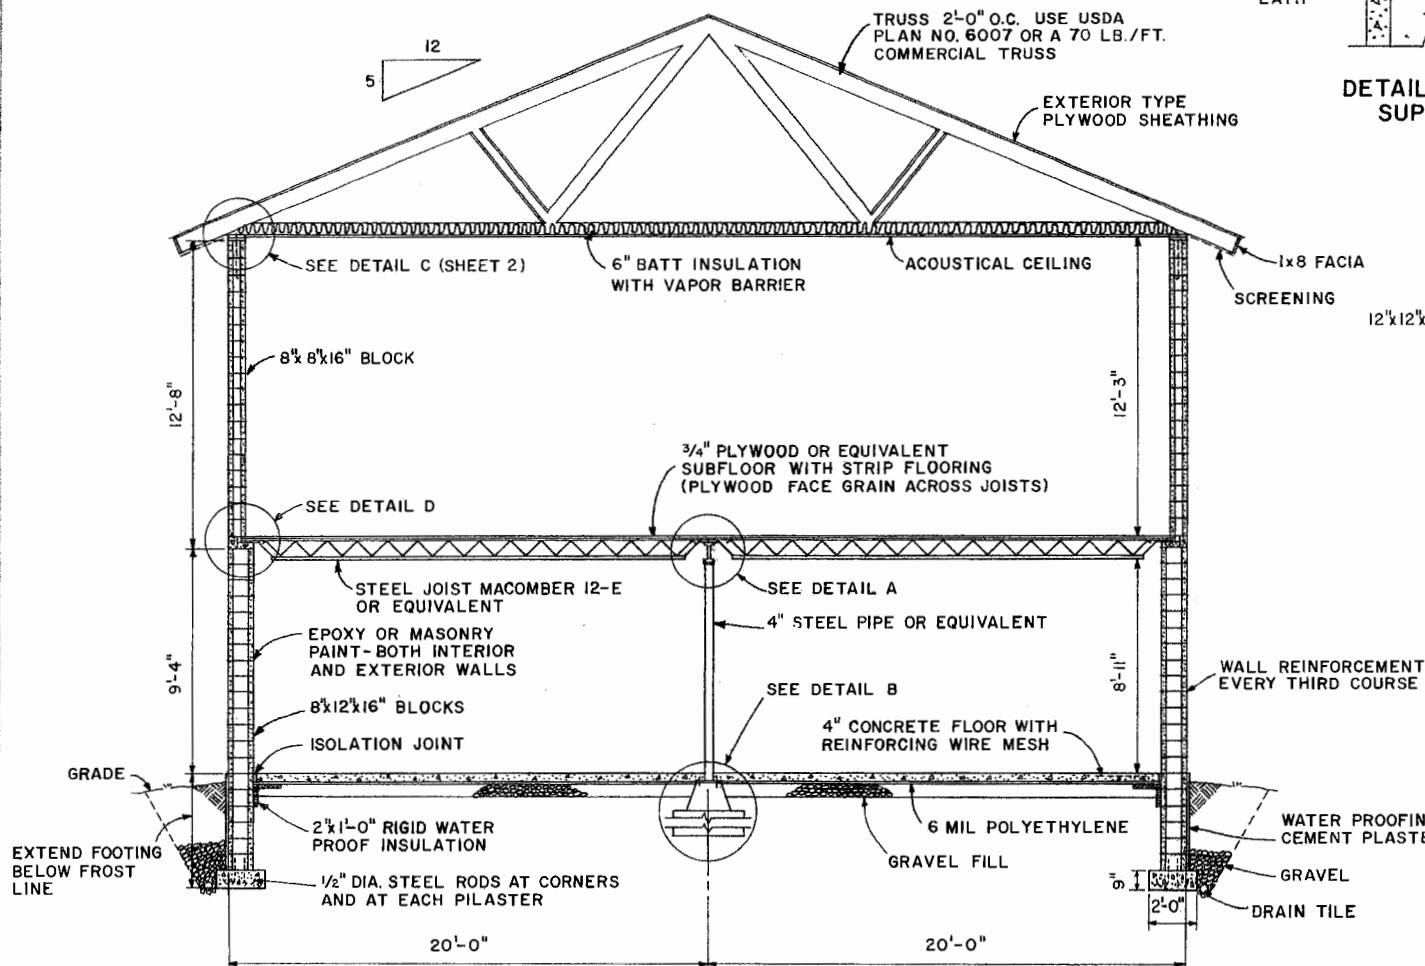 TRUSS 2'-0" O.C. USE USDA
PLAN NO. 6007 OR A 70 LB./FT.
COMMERCIAL TRUSS
12
5
EXTERIOR TYPE
PLYWOOD SHEATHING
DETAIL
SUP
SEE DETAIL C (SHEET 2)
6" BATT INSULATION
WITH VAPOR BARRIER
ACOUSTICAL CEILING
1x8 FACIA
SCREENING
12"x12"x
8"x8"x16" BLOCK
12'-8"
12'-3"
3/4" PLYWOOD OR EQUIVALENT
SUBFLOOR WITH STRIP FLOORING
(PLYWOOD FACE GRAIN ACROSS JOISTS)
SEE DETAIL D
STEEL JOIST MACOMBER 12-E
OR EQUIVALENT
SEE DETAIL A
4" STEEL PIPE OR EQUIVALENT
EPOXY OR MASONRY
PAINT-BOTH INTERIOR
AND EXTERIOR WALLS
9'-4"
8'-11"
WALL REINFORCEMENT
EVERY THIRD COURSE
SEE DETAIL B
8"x12"x16" BLOCKS
4" CONCRETE FLOOR WITH
REINFORCING WIRE MESH
ISOLATION JOINT
GRADE
2"x1'-0" RIGID WATER
PROOF INSULATION
6 MIL POLYETHYLENE
WATER PROOFIN
CEMENT PLASTE
GRAVEL FILL
EXTEND FOOTING
BELOW FROST
LINE
1/2" DIA. STEEL RODS AT CORNERS
AND AT EACH PILASTER
9"
2'-0"
GRAVEL
DRAIN TILE
20'-0"
20'-0"